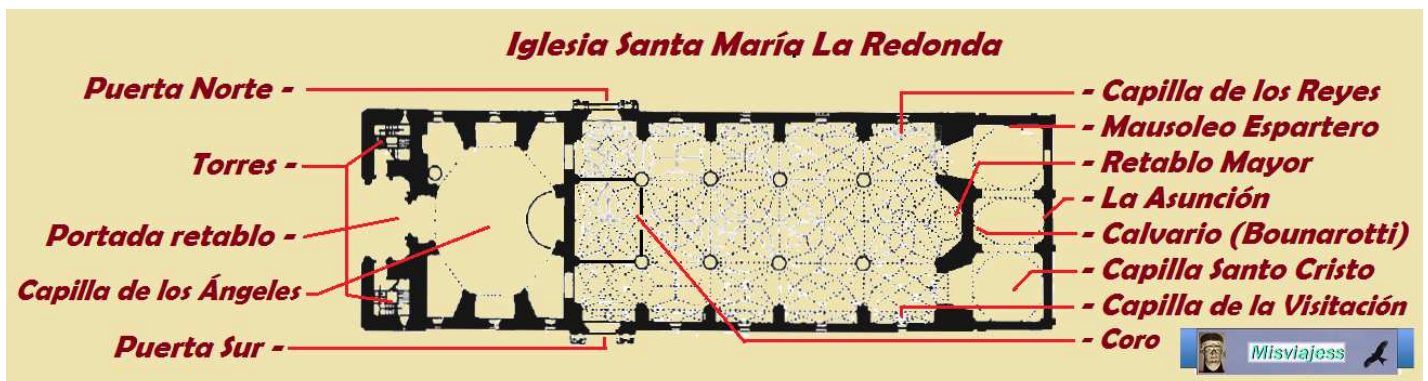 Iglesia Santa María La Redonda
Puerta Norte -
Torres -
Portada retablo -
Capilla de los Ángeles
Puerta Sur -
- Capilla de los Reyes
- Mausoleo Espartero
- Retablo Mayor
- La Asunción
- Calvario (Bounarotti)
- Capilla Santo Cristo
- Capilla de la Visitación
- Coro
Misviajess